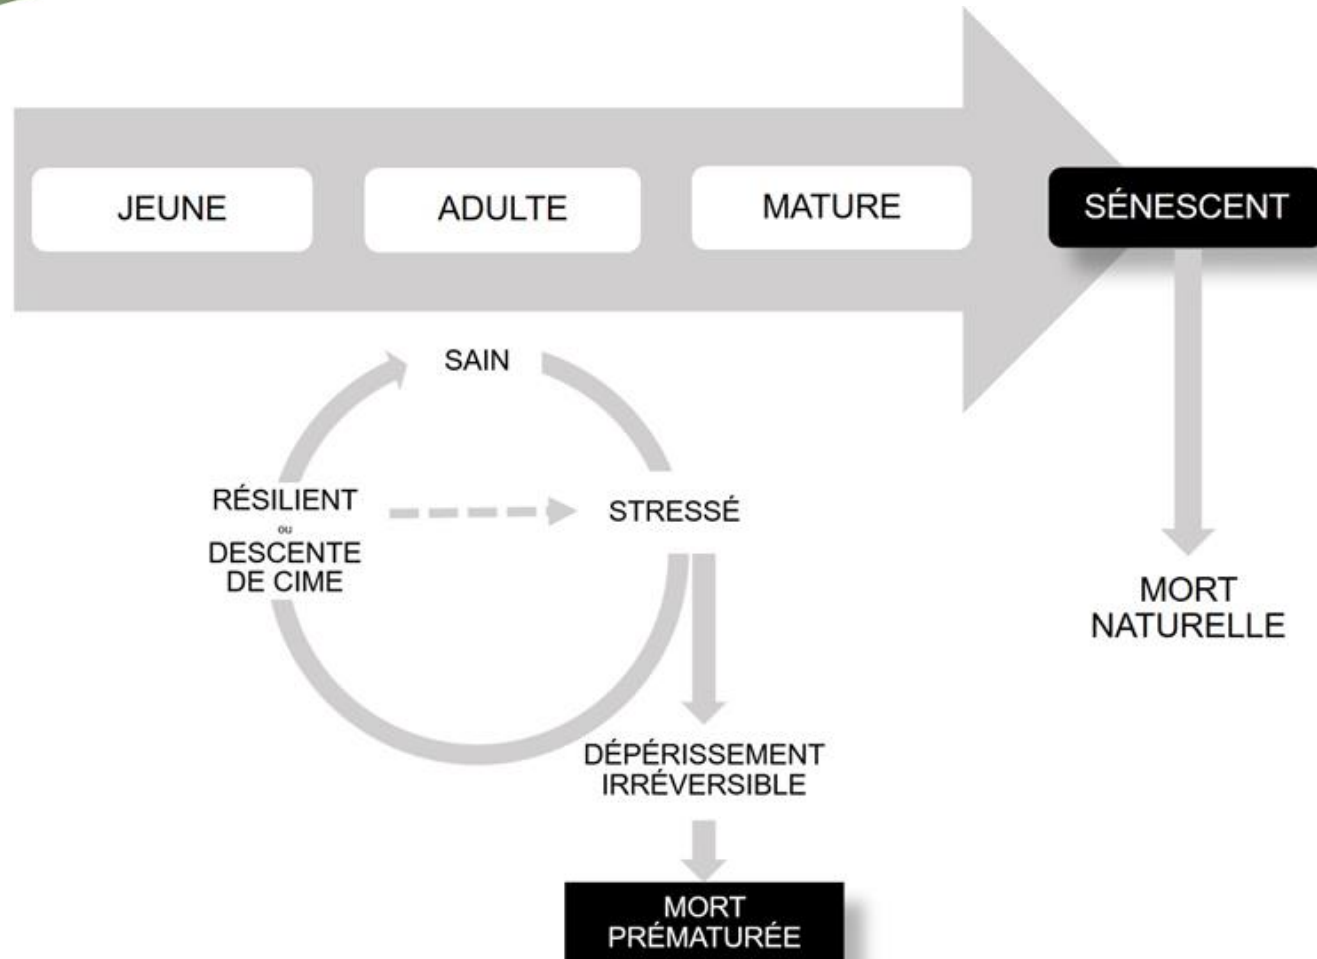 JEUNE
ADULTE
MATURE
SÉNESCENT
SAIN
RÉSILIENT
ou
DESCENTE
DE CIME
STRESSÉ
MORT
NATURELLE
DÉPÉRISSEMENT
IRRÉVERSIBLE
MORT
PRÉMATURÉE